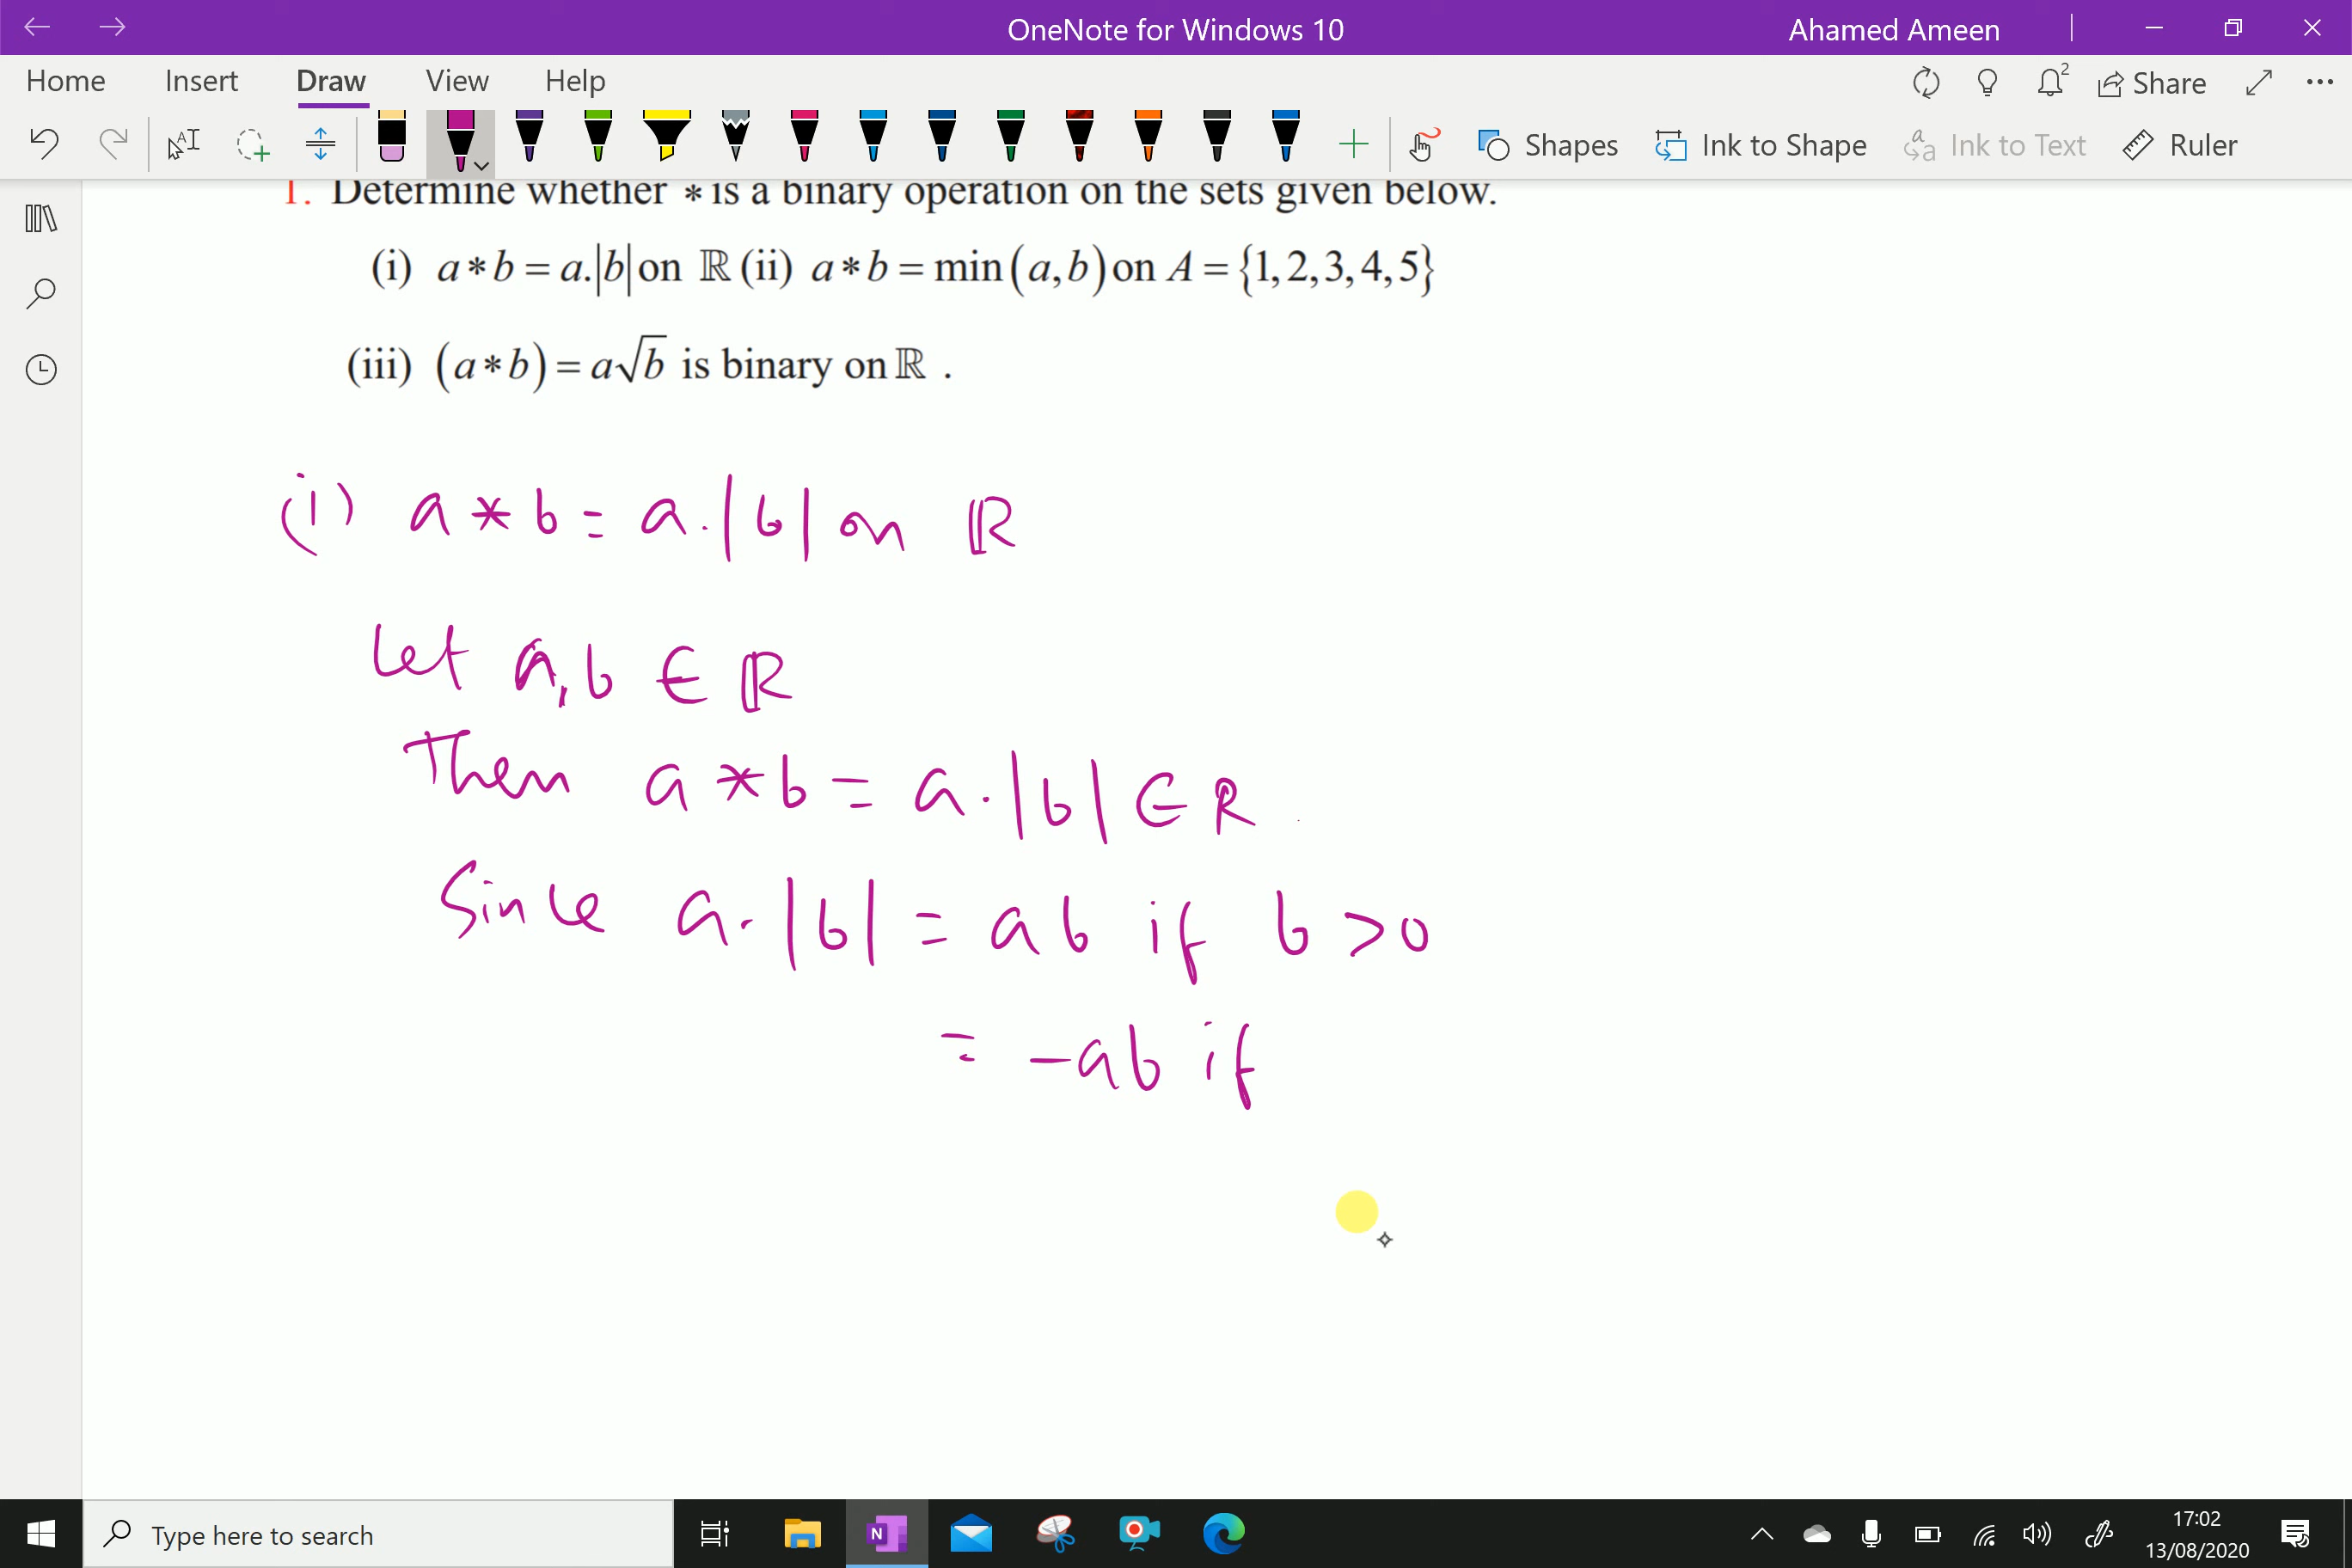 OneNote for Windows 10
Ahamed Ameen
Home Insert Draw View Help
2 Share
Shapes Ink to Shape Ink to Text Ruler
1. Determine whether * is a binary operation on the sets given below.
(i) a*b = a.|b| on ℝ (ii) a*b = min(a,b) on A = {1,2,3,4,5}
(iii) (a*b) = a√b is binary on ℝ .
(i) a*b = a.|b| on ℝ
Let a,b ∈ ℝ
Then a*b = a.|b| ∈ R.
Since a.|b| = ab if b >0
= -ab if
Type here to search
N
17:02
13/08/2020